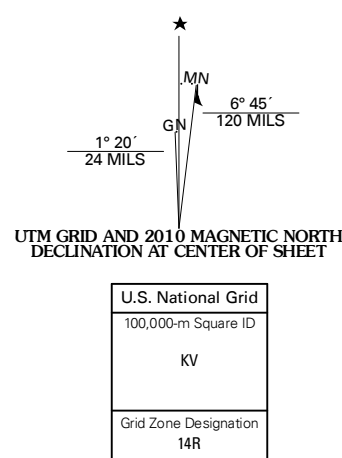 ★
MN
6° 45´
120 MILS
GN
1° 20´
24 MILS
UTM GRID AND 2010 MAGNETIC NORTH
DECLINATION AT CENTER OF SHEET
U.S. National Grid
100,000-m Square ID
KV
Grid Zone Designation
14R